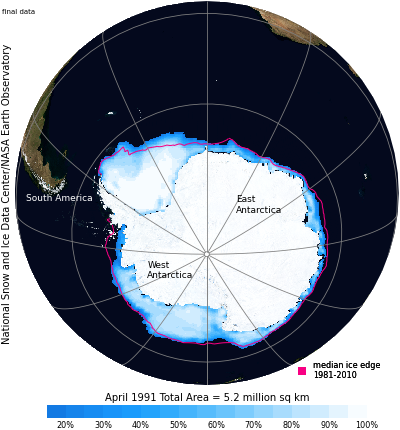 final data
National Snow and Ice Data Center/NASA Earth Observatory
South America
East
Antarctica
West
Antarctica
median ice edge
1981-2010
April 1991 Total Area = 5.2 million sq km
20% 30% 40% 50% 60% 70% 80% 90% 100%